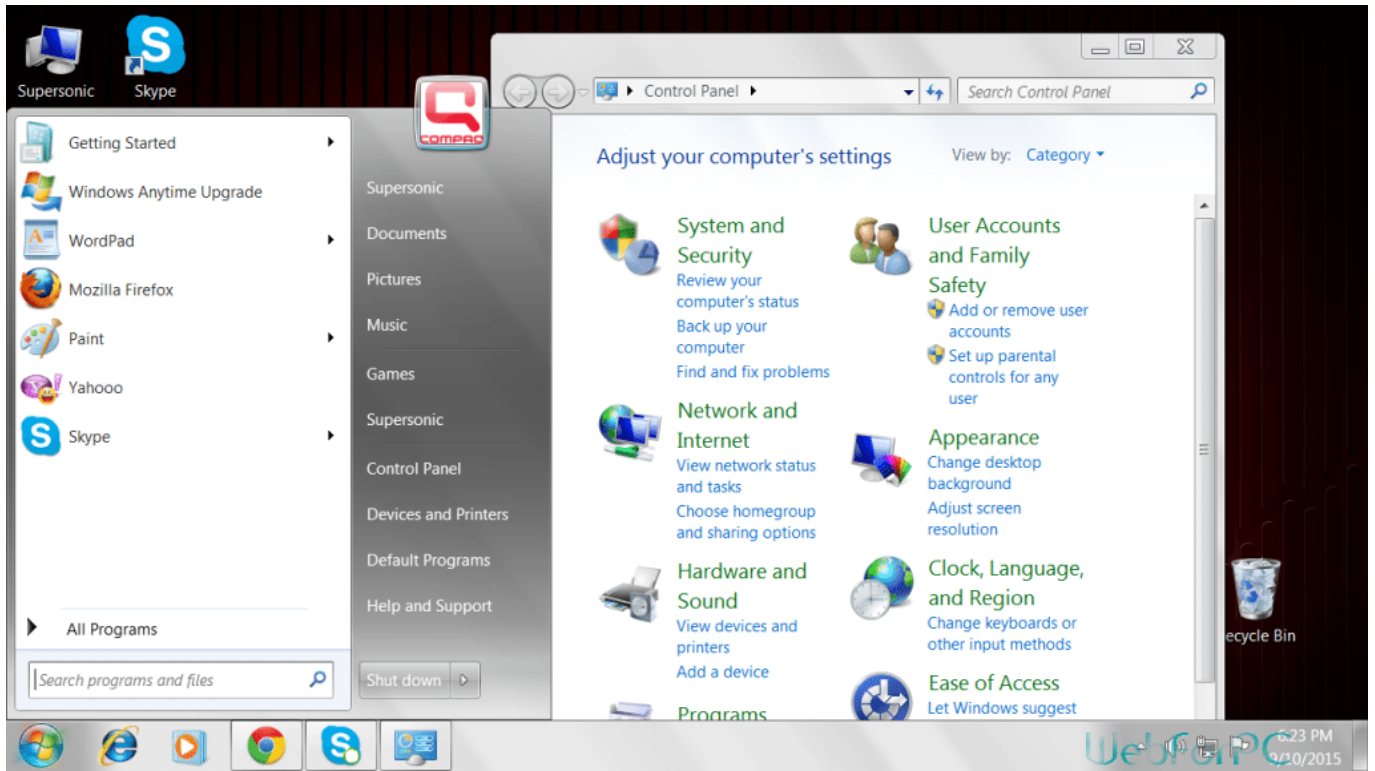 Supersonic
Skype
COMPAQ
Getting Started
Windows Anytime Upgrade
WordPad
Mozilla Firefox
Paint
Yahooo
Skype
All Programs
Search programs and files
Supersonic
Documents
Pictures
Music
Games
Supersonic
Control Panel
Devices and Printers
Default Programs
Help and Support
Shut down
Control Panel
Search Control Panel
Adjust your computer's settings
View by: Category
System and
Security
Review your
computer's status
Back up your
computer
Find and fix problems
Network and
Internet
View network status
and tasks
Choose homegroup
and sharing options
Hardware and
Sound
View devices and
printers
Add a device
Programs
User Accounts
and Family
Safety
Add or remove user
accounts
Set up parental
controls for any
user
Appearance
Change desktop
background
Adjust screen
resolution
Clock, Language,
and Region
Change keyboards or
other input methods
Ease of Access
Let Windows suggest
ecycle Bin
WebForPC
6:23 PM
9/10/2015